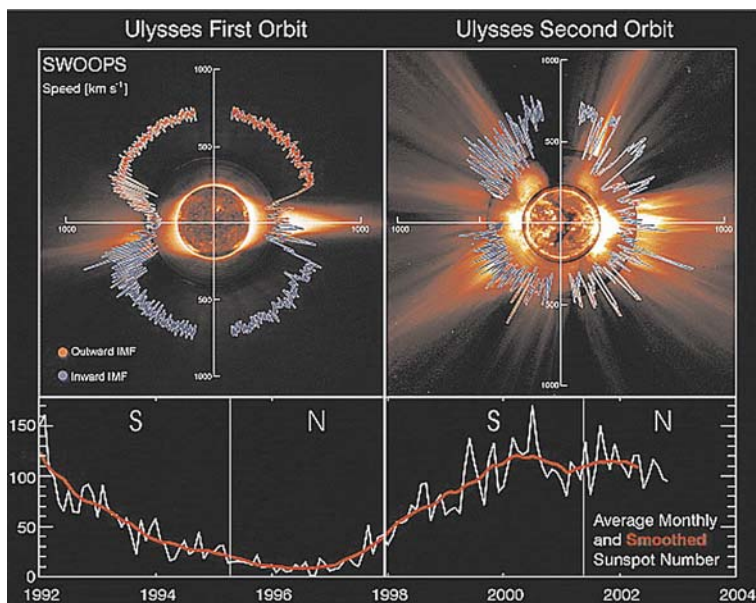 Ulysses First Orbit
Ulysses Second Orbit
SWOOPS
Speed [km s⁻¹]
1000
500
1000
1000
500
1000
Outward IMF
Inward IMF
1000
500
1000
1000
500
1000
S
N
S
N
150
100
50
0
Average Monthly
and Smoothed
Sunspot Number
1992
1994
1996
1998
2000
2002
2004